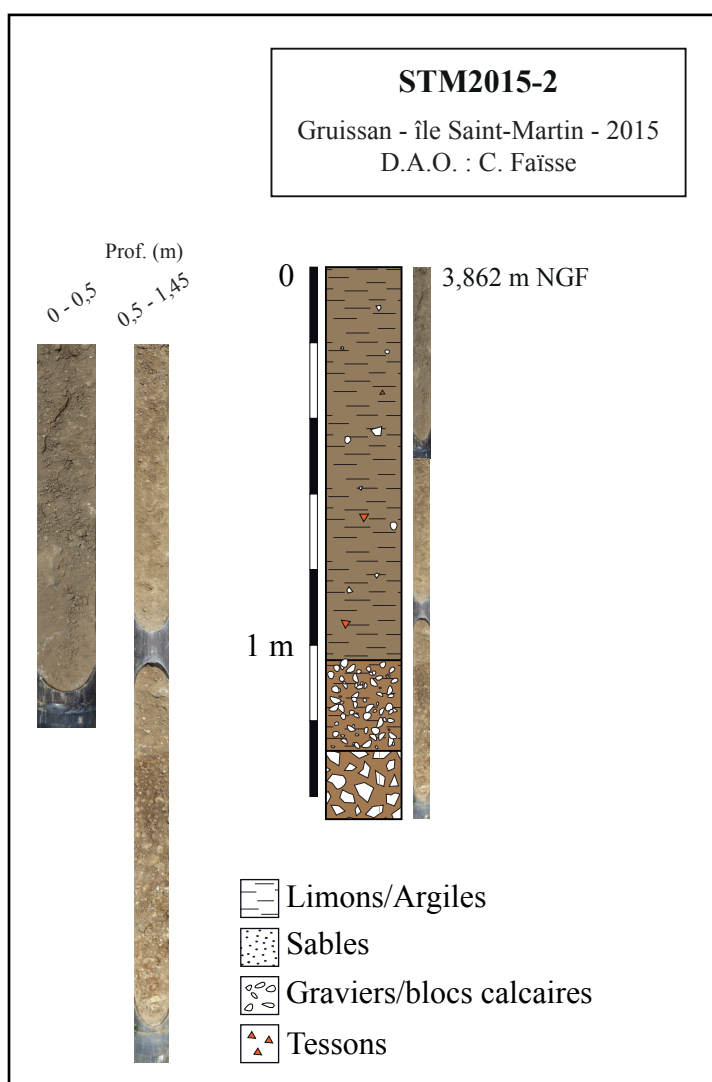 STM2015-2
Gruissan - île Saint-Martin - 2015
D.A.O. : C. Faïsse
Prof. (m)
0 - 0,5
0,5 - 1,45
0
3,862 m NGF
1 m
Limons/Argiles
Sables
Graviers/blocs calcaires
Tessons